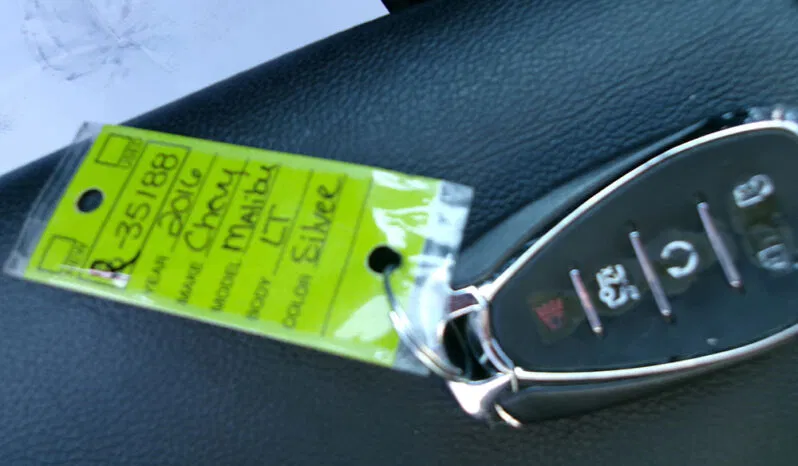 R-35188
YEAR 2016
MAKE Chevy
MODEL MAlibu
BODY LT
COLOR Silver